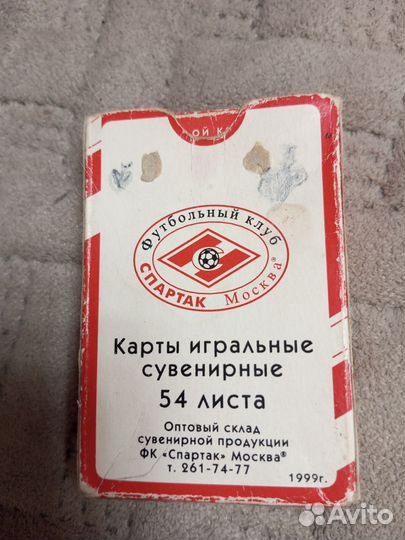 ОЙ К
Футбольный клуб
СПАРТАК Москва®
Карты игральные
сувенирные
54 листа
Оптовый склад
сувенирной продукции
ФК «Спартак» Москва®
т. 261-74-77
1999г.
Avito